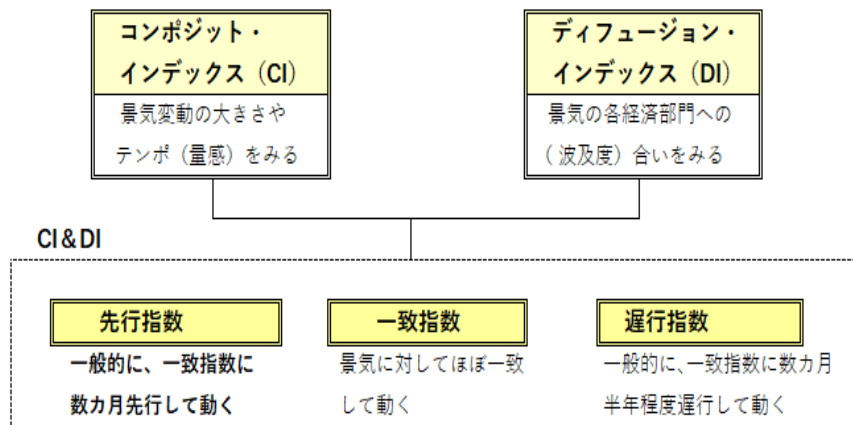 コンポジット・
インデックス（CI）
景気変動の大きさや
テンポ（量感）をみる
ディフュージョン・
インデックス（DI）
景気の各経済部門への
（ 波及度）合いをみる
CI＆DI
先行指数
一般的に、一致指数に
数カ月先行して動く
一致指数
景気に対してほぼ一致
して動く
遅行指数
一般的に、一致指数に数カ月
半年程度遅行して動く